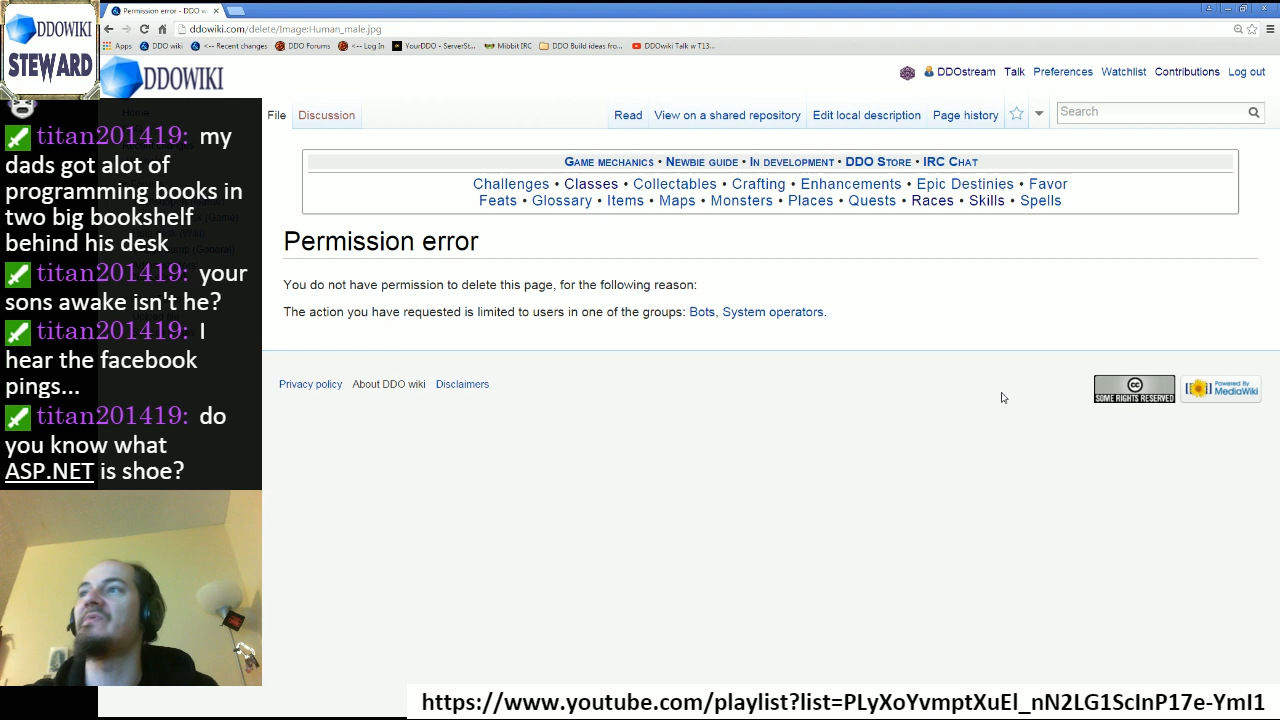 DDOWIKI
STEWARD
Permission error - DDO w
ddowiki.com/delete/Image:Human_male.jpg
Apps
DDO wiki
<- Recent changes
DDO Forums
<-- Log In
YourDDO - ServerSt...
Mibbit IRC
DDO Build ideas fro...
DDOwiki Talk w T13...
DDOWIKI
DDOstream Talk Preferences Watchlist Contributions Log out
Home
File Discussion
Read View on a shared repository Edit local description Page history
Search
titan201419: my
dads got alot of
programming books in
two big bookshelf
behind his desk
titan201419: your
sons awake isn't he?
titan201419: I
hear the facebook
pings...
titan201419: do
you know what
ASP.NET is shoe?
Game mechanics • Newbie guide • In development • DDO Store • IRC Chat
Challenges • Classes • Collectables • Crafting • Enhancements • Epic Destinies • Favor
Feats • Glossary • Items • Maps • Monsters • Places • Quests • Races • Skills • Spells
Permission error
You do not have permission to delete this page, for the following reason:
The action you have requested is limited to users in one of the groups: Bots, System operators.
Privacy policy About DDO wiki Disclaimers
SOME RIGHTS RESERVED
Powered By
MediaWiki
https://www.youtube.com/playlist?list=PLyXoYvmptXuEl_nN2LG1ScInP17e-YmI1